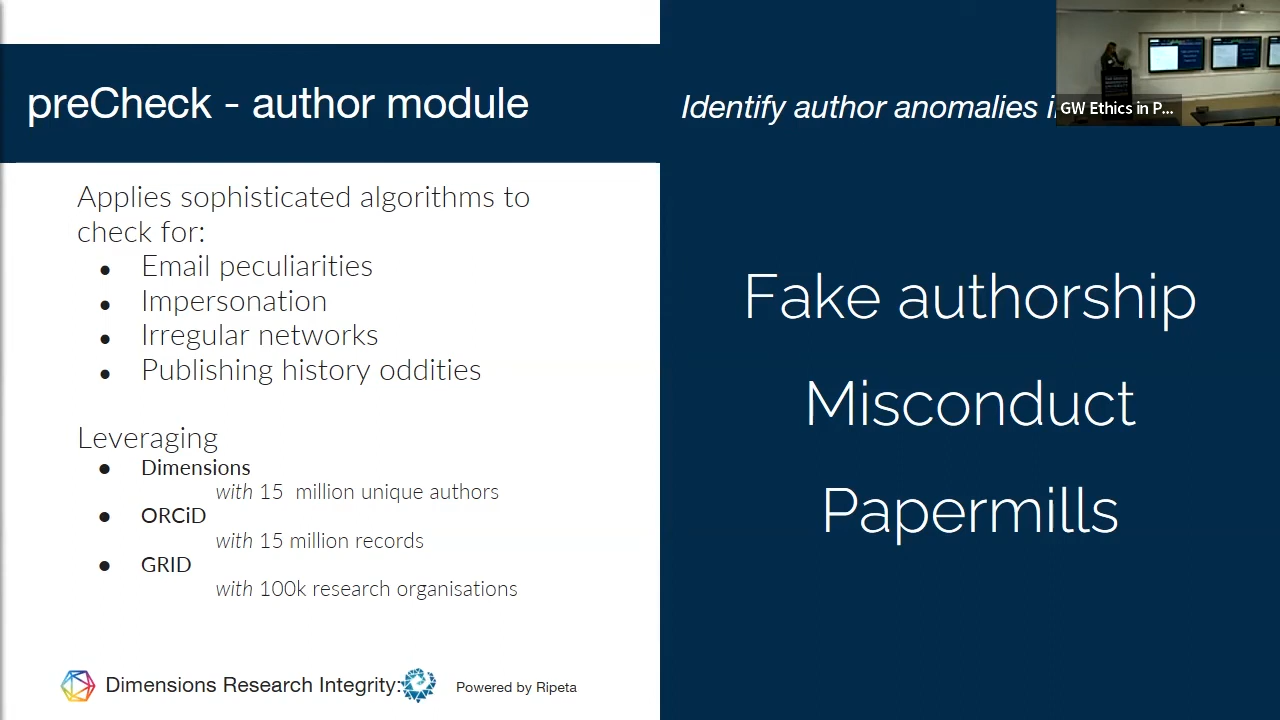 preCheck - author module
Identify author anomalies
GW Ethics in P...
Applies sophisticated algorithms to
check for:
● Email peculiarities
● Impersonation
● Irregular networks
● Publishing history oddities
Leveraging
● Dimensions
with 15 million unique authors
● ORCiD
with 15 million records
● GRID
with 100k research organisations
Fake authorship
Misconduct
Papermills
Dimensions Research Integrity:
Powered by Ripeta